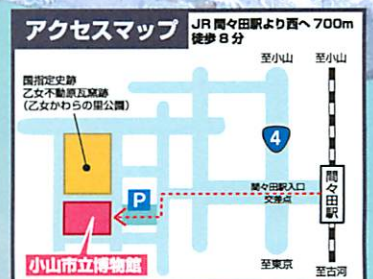 アクセスマップ
JR 間々田駅より西へ 700m
徒歩 8 分
至小山
至小山
国指定史跡
乙女不動原瓦窯跡
(乙女かわらの里公園)
4
P
間々田駅入口
交差点
間々田駅
小山市立博物館
至東京
至古河